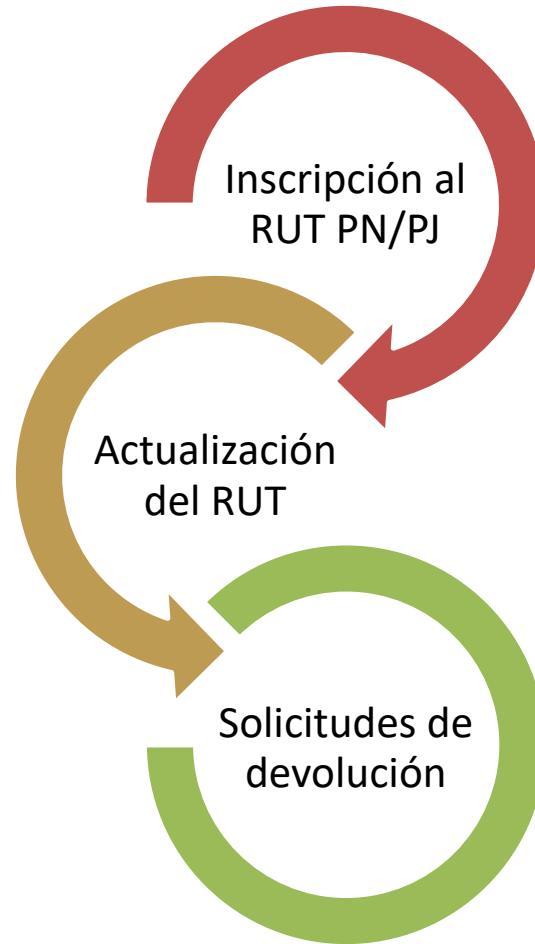 Inscripción al
RUT PN/PJ
Actualización
del RUT
Solicitudes de
devolución